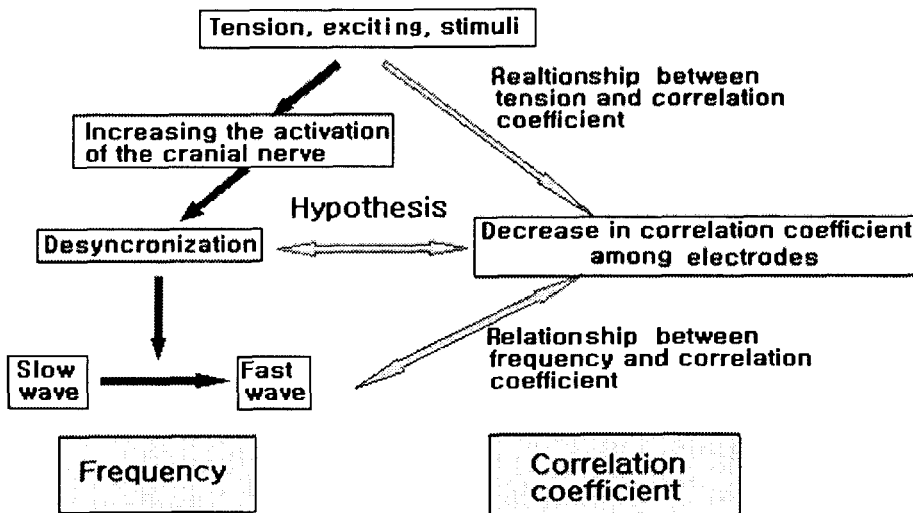 Tension, exciting, stimuli
Realtionship between
tension and correlation
coefficient
Increasing the activation
of the cranial nerve
Hypothesis
Desyncronization
Decrease in correlation coefficient
among electrodes
Relationship between
frequency and correlation
coefficient
Slow
wave
Fast
wave
Frequency
Correlation
coefficient